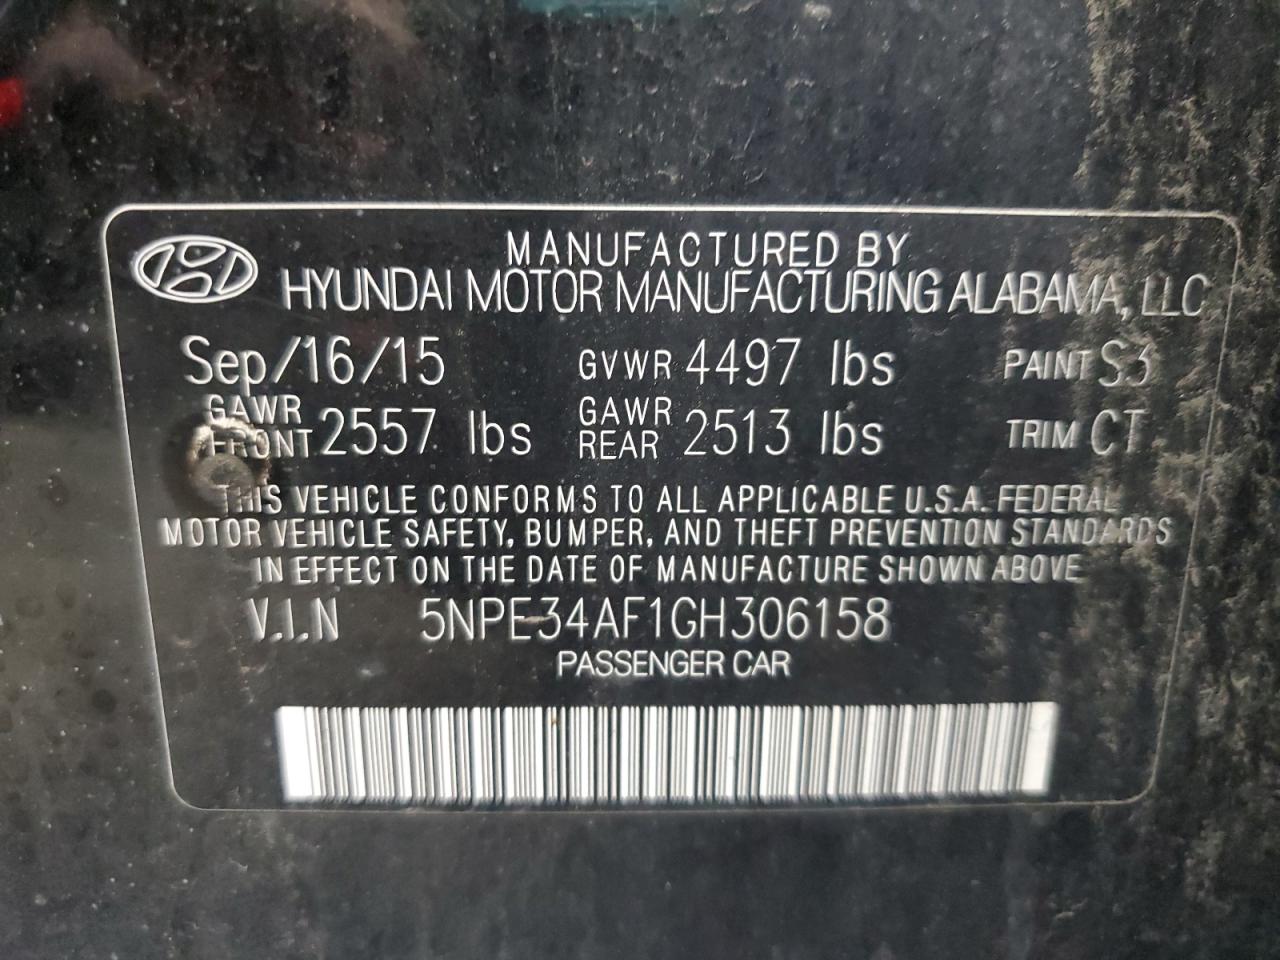 MANUFACTURED BY
HYUNDAI MOTOR MANUFACTURING ALABAMA, LLC
Sep/16/15 GVWR 4497 lbs PAINT S3
GAWR FRONT 2557 lbs GAWR REAR 2513 lbs TRIM CT
THIS VEHICLE CONFORMS TO ALL APPLICABLE U.S.A. FEDERAL
MOTOR VEHICLE SAFETY, BUMPER, AND THEFT PREVENTION STANDARDS
IN EFFECT ON THE DATE OF MANUFACTURE SHOWN ABOVE
V.I.N 5NPE34AF1GH306158
PASSENGER CAR